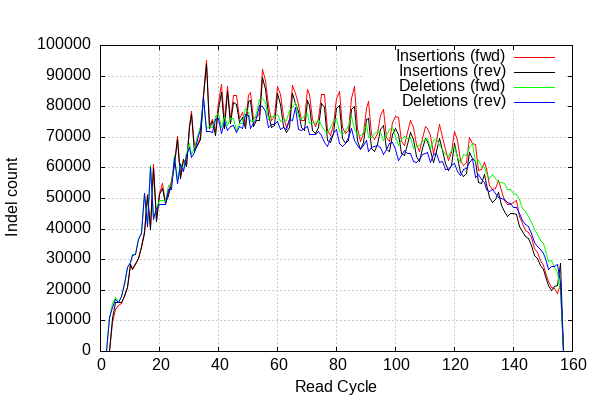 100000
90000
80000
70000
60000
50000
40000
30000
20000
10000
0
Indel count
Insertions (fwd)
Insertions (rev)
Deletions (fwd)
Deletions (rev)
0 20 40 60 80 100 120 140 160
Read Cycle